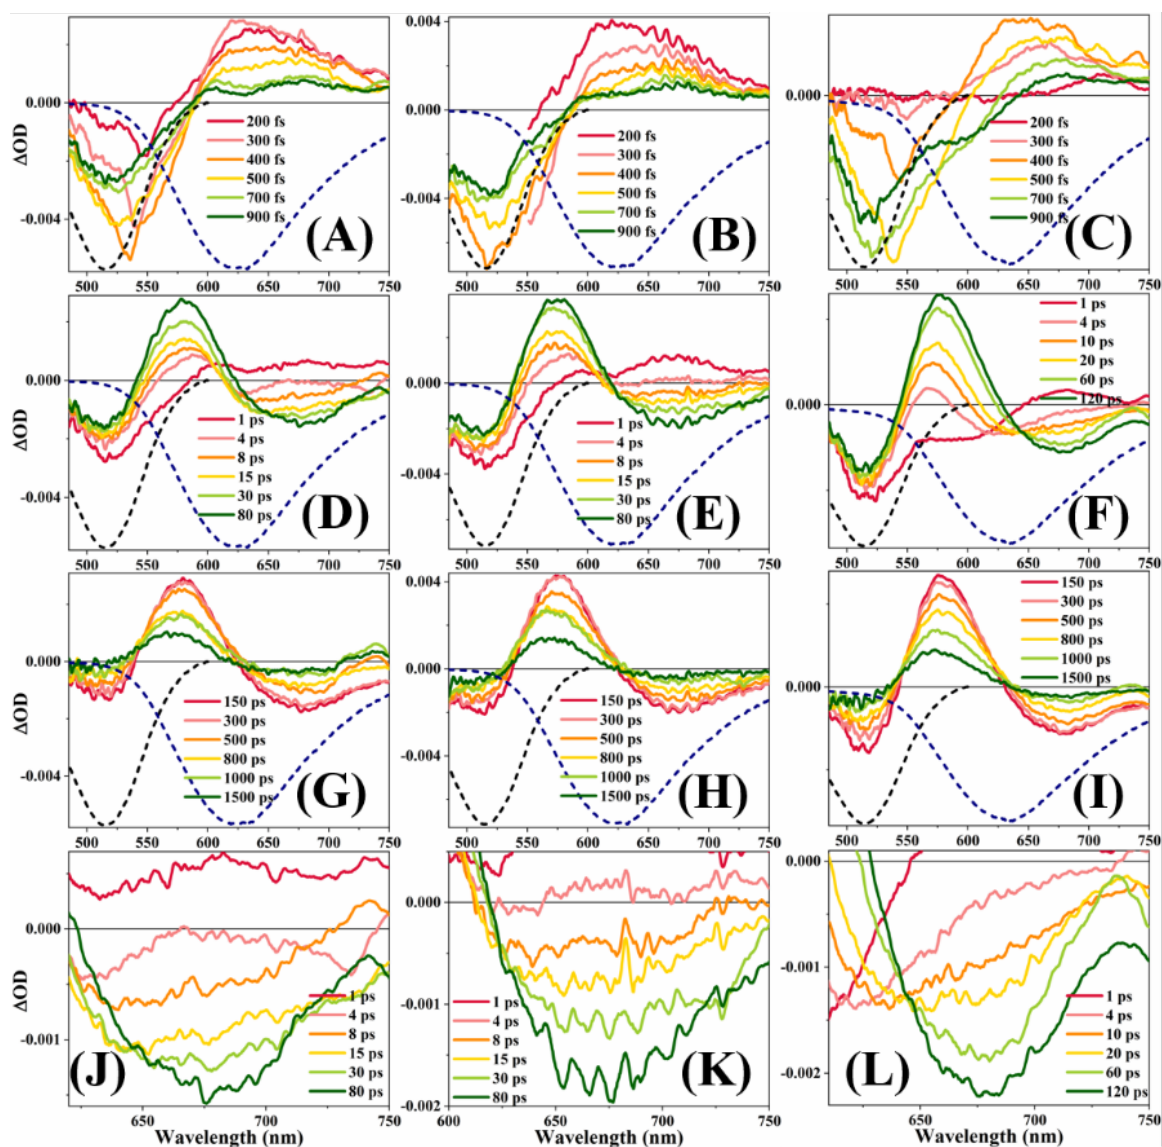 0.000
-0.004
ΔOD
200 fs
300 fs
400 fs
500 fs
700 fs
900 fs
(A)
500 550 600 650 700 750
0.004
0.000
-0.004
200 fs
300 fs
400 fs
500 fs
700 fs
900 fs
(B)
500 550 600 650 700 750
0.000
200 fs
300 fs
400 fs
500 fs
700 fs
900 fs
(C)
500 550 600 650 700 750
0.000
-0.004
ΔOD
1 ps
4 ps
8 ps
15 ps
30 ps
80 ps
(D)
500 550 600 650 700 750
0.000
-0.004
1 ps
4 ps
8 ps
15 ps
30 ps
80 ps
(E)
500 550 600 650 700 750
0.000
1 ps
4 ps
10 ps
20 ps
60 ps
120 ps
(F)
500 550 600 650 700 750
0.000
-0.004
ΔOD
150 ps
300 ps
500 ps
800 ps
1000 ps
1500 ps
(G)
500 550 600 650 700 750
0.004
0.000
-0.004
150 ps
300 ps
500 ps
800 ps
1000 ps
1500 ps
(H)
500 550 600 650 700 750
0.000
150 ps
300 ps
500 ps
800 ps
1000 ps
1500 ps
(I)
500 550 600 650 700 750
0.000
-0.001
ΔOD
1 ps
4 ps
8 ps
15 ps
30 ps
80 ps
(J)
650 700 750
Wavelength (nm)
0.000
-0.001
-0.002
1 ps
4 ps
8 ps
15 ps
30 ps
80 ps
(K)
600 650 700 750
Wavelength (nm)
0.000
-0.001
-0.002
1 ps
4 ps
10 ps
20 ps
60 ps
120 ps
(L)
650 700 750
Wavelength (nm)